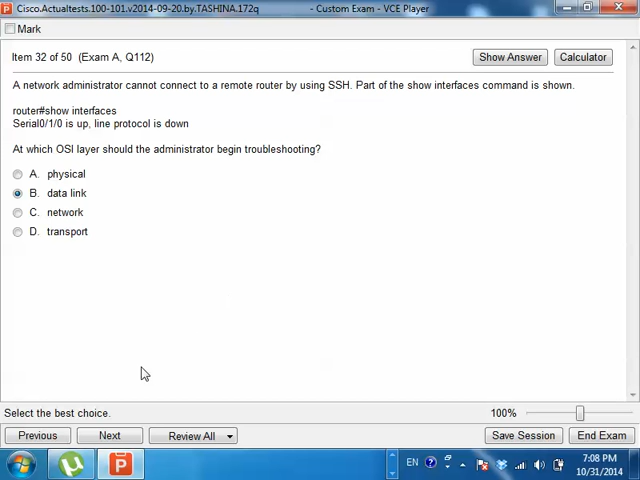 Cisco.Actualtests.100-101.v2014-09-20.by.TASHINA.172q - Custom Exam - VCE Player
Mark
Item 32 of 50 (Exam A, Q112)
Show Answer
Calculator
A network administrator cannot connect to a remote router by using SSH. Part of the show interfaces command is shown.
router#show interfaces
Serial0/1/0 is up, line protocol is down
At which OSI layer should the administrator begin troubleshooting?
A. physical
B. data link
C. network
D. transport
Select the best choice.
100%
Previous
Next
Review All
Save Session
End Exam
EN
7:08 PM
10/31/2014